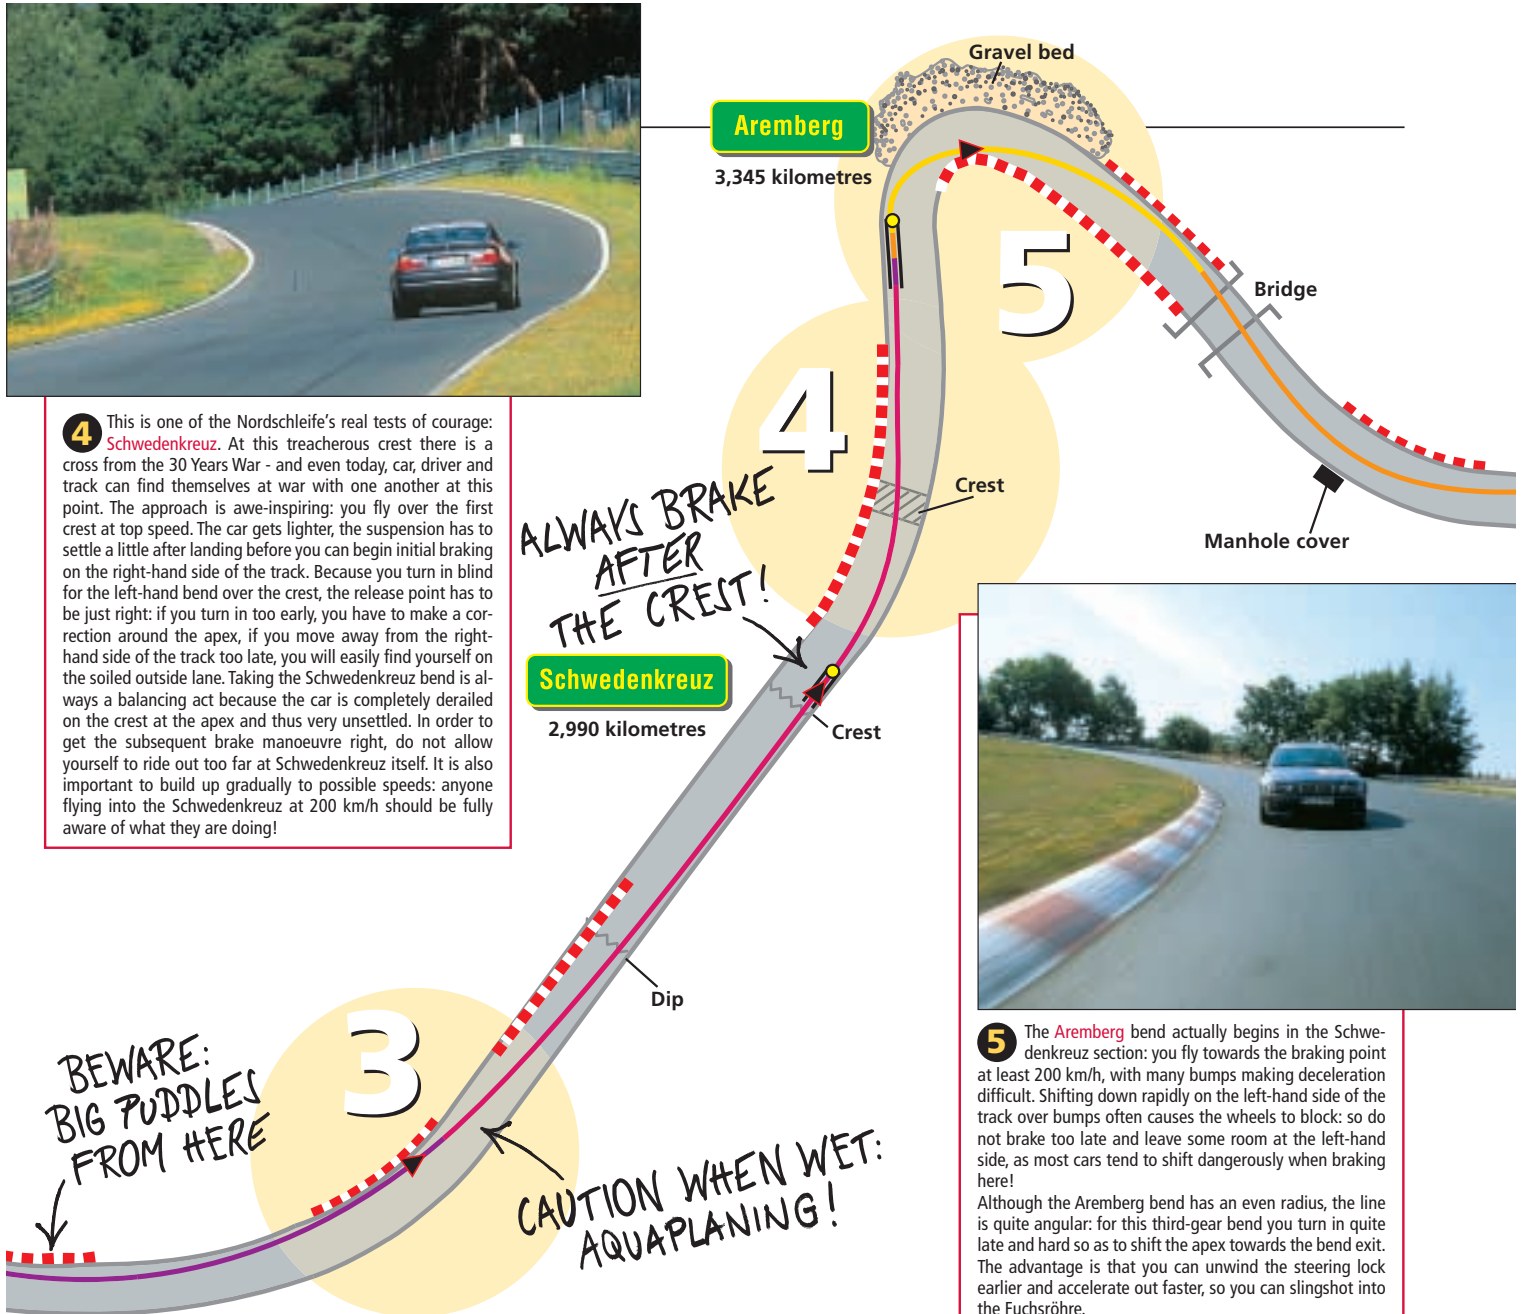 Gravel bed
Aremberg
3,345 kilometres
5
Bridge
4
Crest
Manhole cover
4 This is one of the Nordschleife's real tests of courage:
Schwedenkreuz. At this treacherous crest there is a
cross from the 30 Years War - and even today, car, driver and
track can find themselves at war with one another at this
point. The approach is awe-inspiring: you fly over the first
crest at top speed. The car gets lighter, the suspension has to
settle a little after landing before you can begin initial braking
on the right-hand side of the track. Because you turn in blind
for the left-hand bend over the crest, the release point has to
be just right: if you turn in too early, you have to make a cor-
rection around the apex, if you move away from the right-
hand side of the track too late, you will easily find yourself on
the soiled outside lane. Taking the Schwedenkreuz bend is al-
ways a balancing act because the car is completely derailed
on the crest at the apex and thus very unsettled. In order to
get the subsequent brake manoeuvre right, do not allow
yourself to ride out too far at Schwedenkreuz itself. It is also
important to build up gradually to possible speeds: anyone
flying into the Schwedenkreuz at 200 km/h should be fully
aware of what they are doing!
ALWAYS BRAKE
AFTER
THE CREST!
Schwedenkreuz
2,990 kilometres
Crest
Dip
3
BEWARE:
BIG PUDDLES
FROM HERE
CAUTION WHEN WET:
AQUAPLANING!
5 The Aremberg bend actually begins in the Schwe-
denkreuz section: you fly towards the braking point
at least 200 km/h, with many bumps making deceleration
difficult. Shifting down rapidly on the left-hand side of the
track over bumps often causes the wheels to block: so do
not brake too late and leave some room at the left-hand
side, as most cars tend to shift dangerously when braking
here!
Although the Aremberg bend has an even radius, the line
is quite angular: for this third-gear bend you turn in quite
late and hard so as to shift the apex towards the bend exit.
The advantage is that you can unwind the steering lock
earlier and accelerate out faster, so you can slingshot into
the Fuchsröhre.